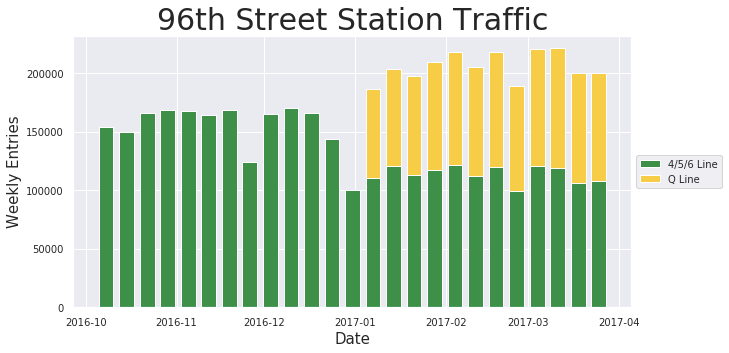 96th Street Station Traffic
Weekly Entries
200000
150000
100000
50000
0
2016-10 2016-11 2016-12 2017-01 2017-02 2017-03 2017-04
Date
4/5/6 Line
Q Line